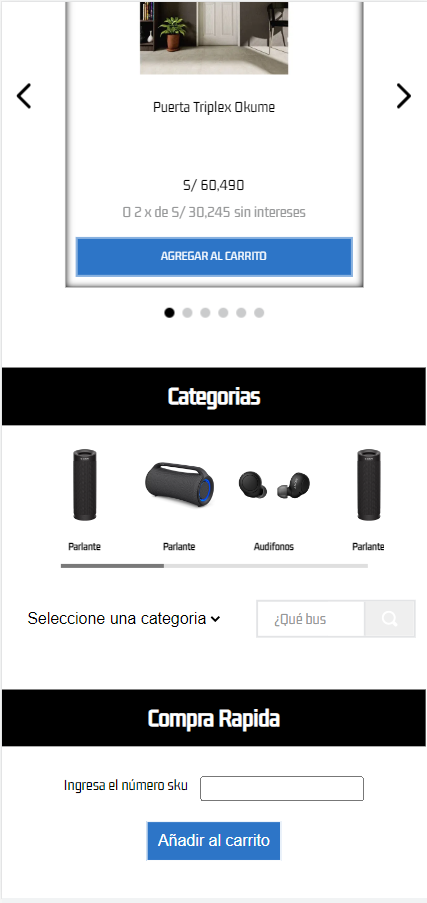 Puerta Triplex Okume
S/ 60,490
O 2 x de S/ 30,245 sin intereses
AGREGAR AL CARRITO
Categorias
Parlante
Parlante
Audifonos
Parlante
Seleccione una categoria
¿Qué bus
Compra Rapida
Ingresa el número sku
Añadir al carrito